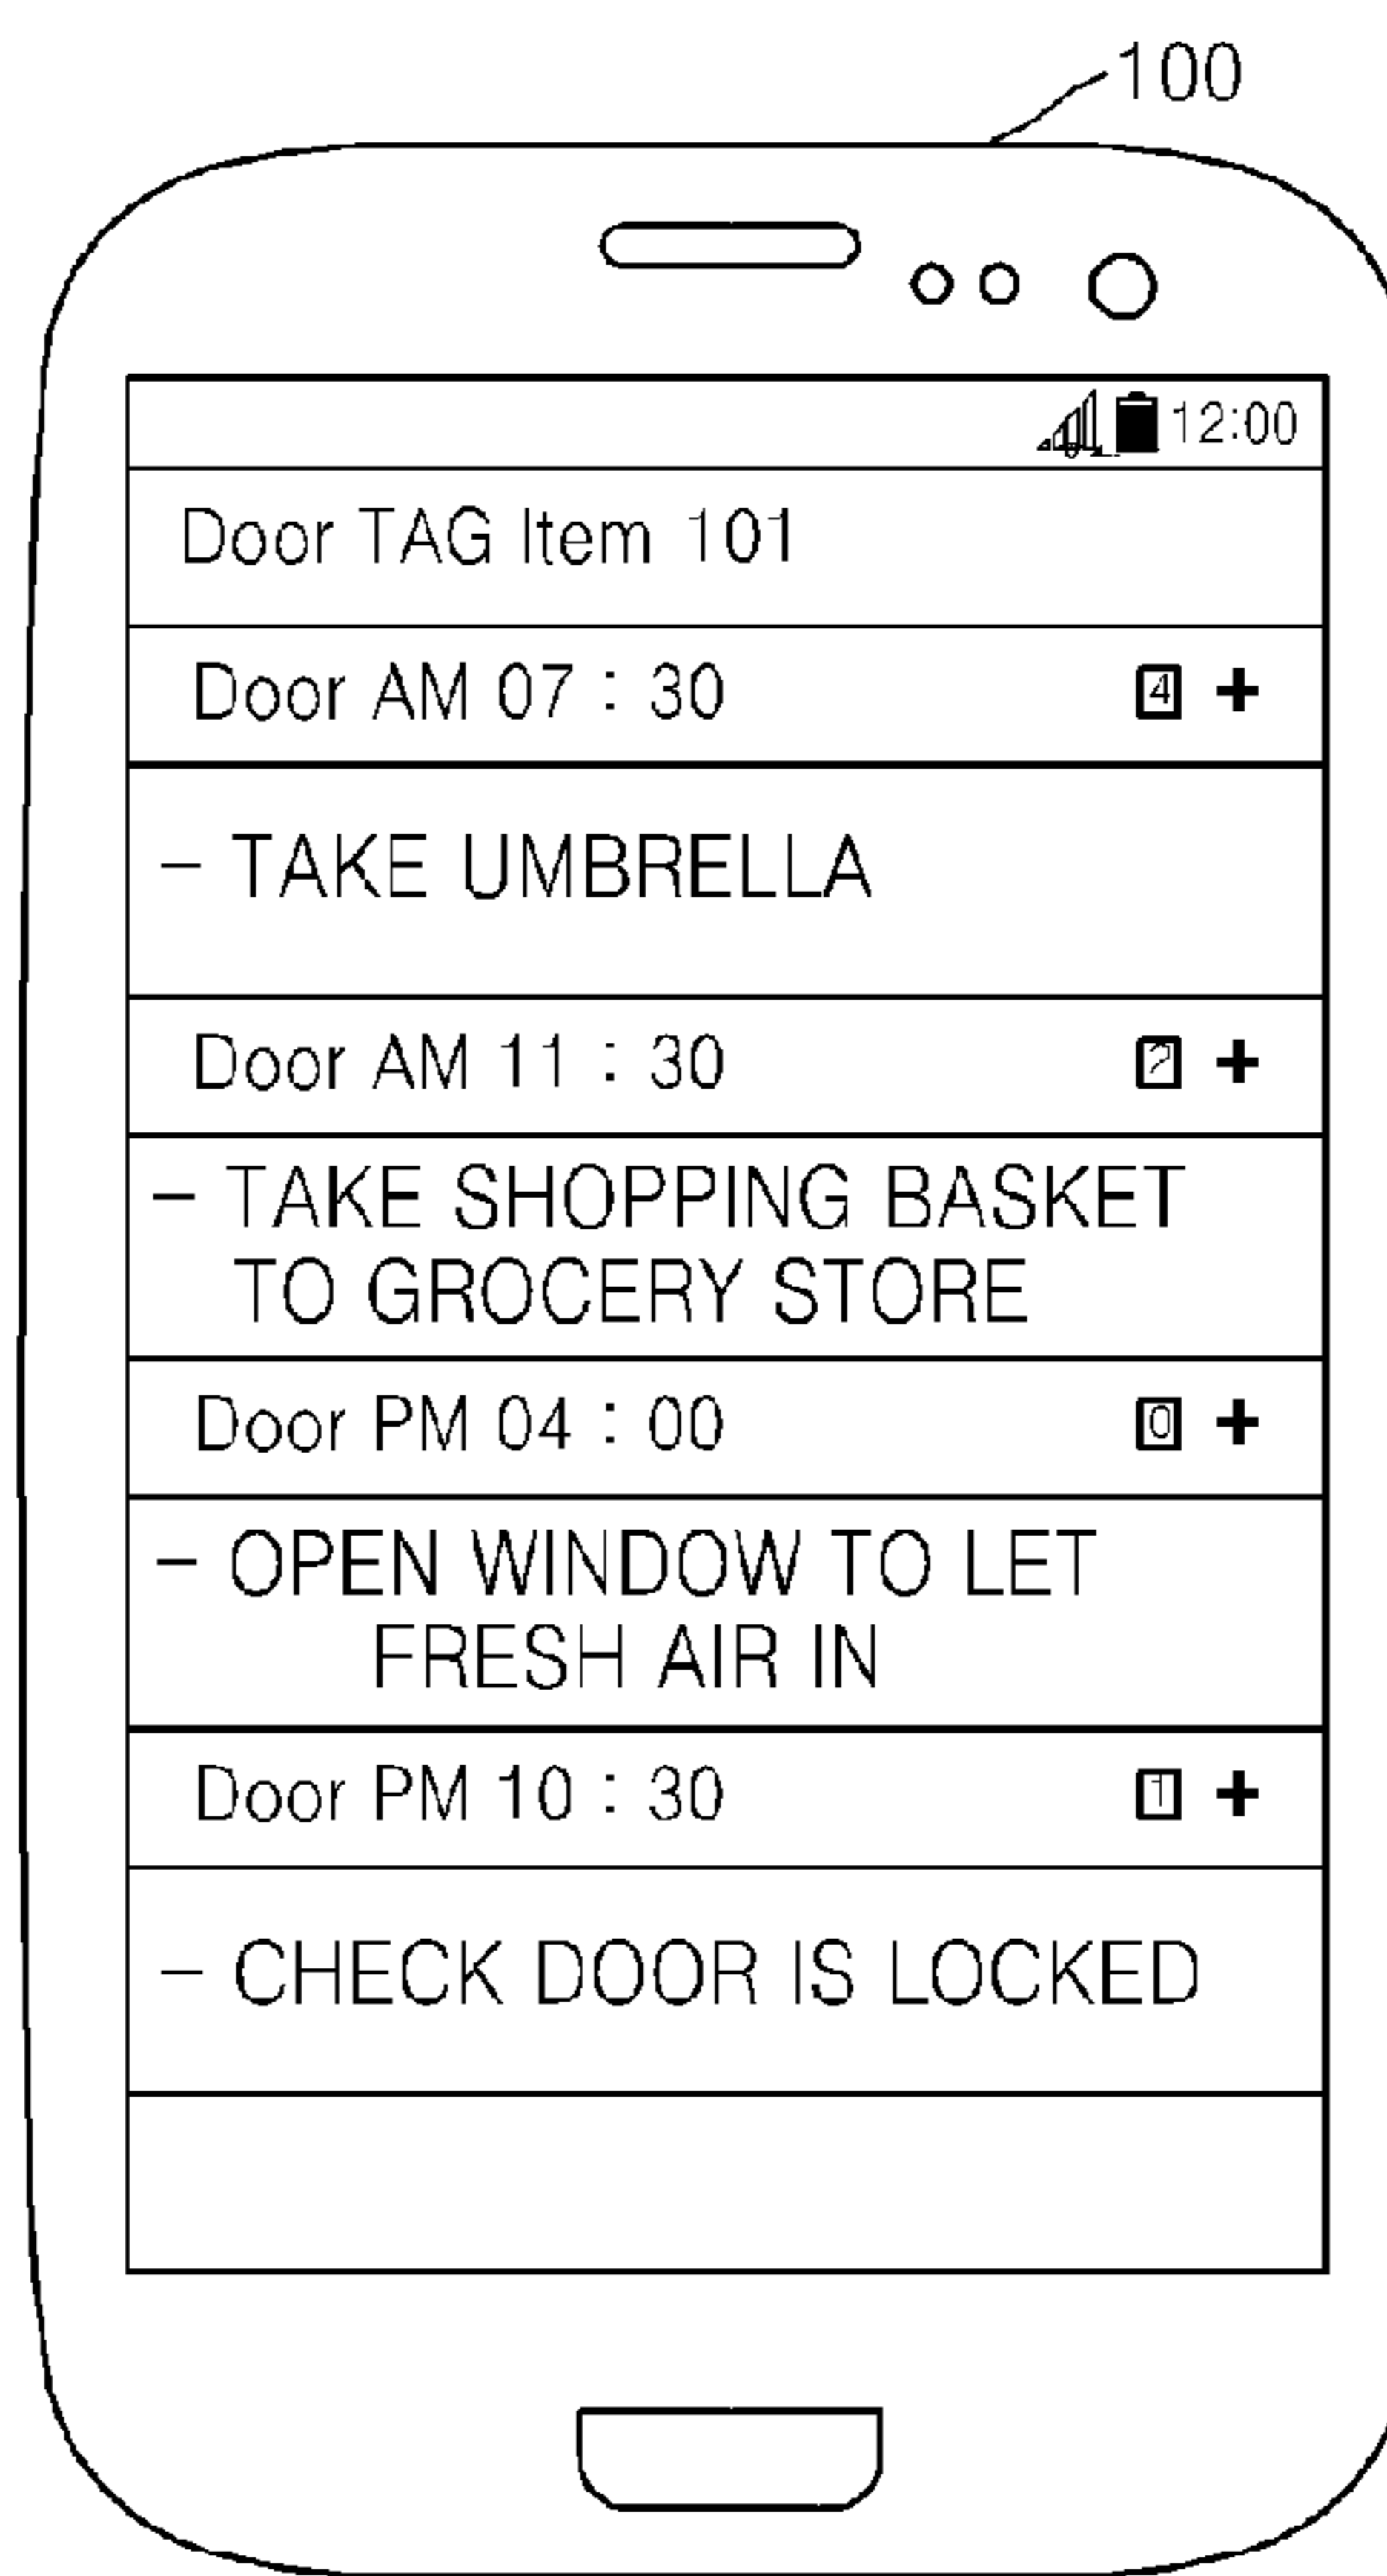 100
12:00
Door TAG Item 101
Door AM 07 : 30 4 +
– TAKE UMBRELLA
Door AM 11 : 30 2 +
– TAKE SHOPPING BASKET
TO GROCERY STORE
Door PM 04 : 00 0 +
– OPEN WINDOW TO LET
FRESH AIR IN
Door PM 10 : 30 1 +
– CHECK DOOR IS LOCKED